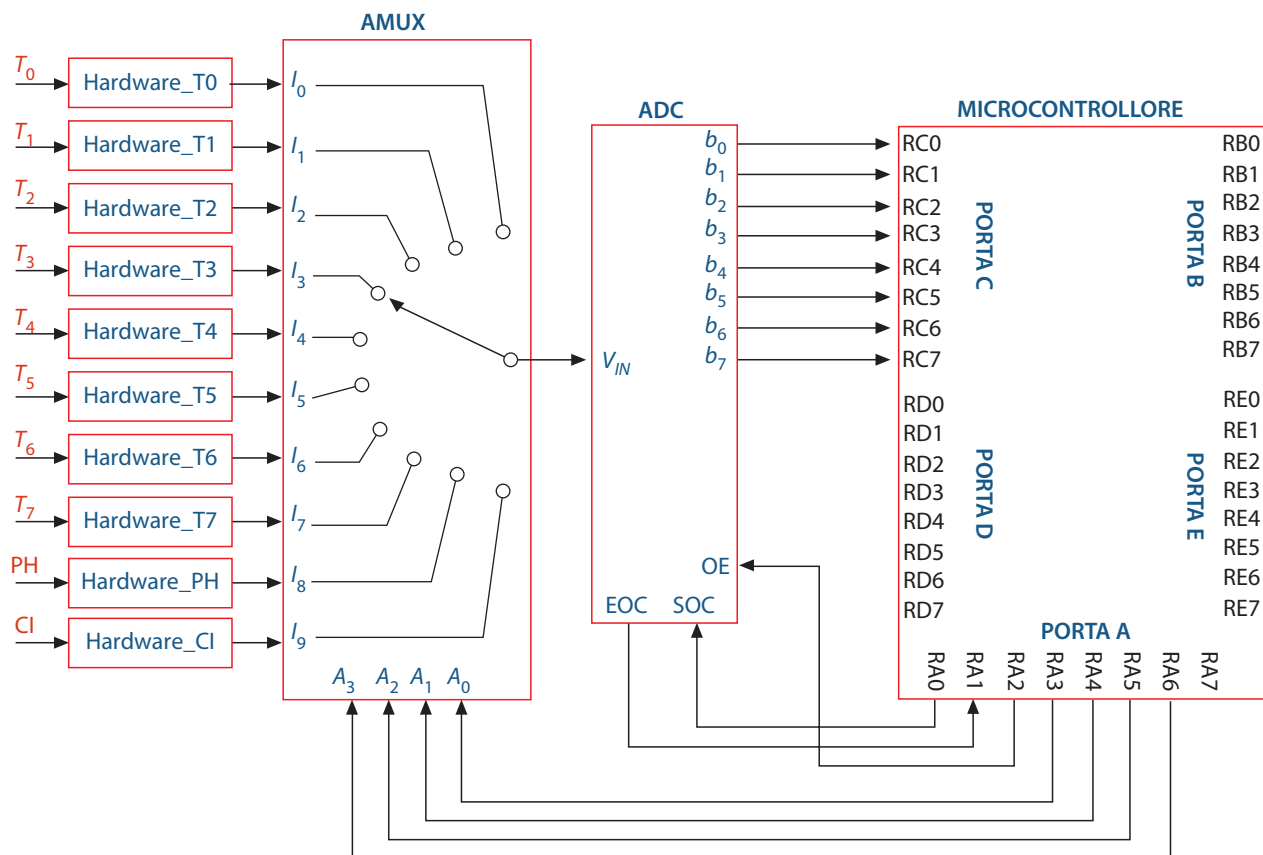 AMUX
T0
Hardware_T0
I0
T1
Hardware_T1
I1
T2
Hardware_T2
I2
T3
Hardware_T3
I3
T4
Hardware_T4
I4
T5
Hardware_T5
I5
T6
Hardware_T6
I6
T7
Hardware_T7
I7
PH
Hardware_PH
I8
CI
Hardware_CI
I9
A3 A2 A1 A0
ADC
VIN
b0
b1
b2
b3
b4
b5
b6
b7
OE
EOC SOC
MICROCONTROLLORE
RC0
RC1
RC2
RC3
RC4
RC5
RC6
RC7
PORTA C
RB0
RB1
RB2
RB3
RB4
RB5
RB6
RB7
PORTA B
RD0
RD1
RD2
RD3
RD4
RD5
RD6
RD7
PORTA D
RE0
RE1
RE2
RE3
RE4
RE5
RE6
RE7
PORTA E
PORTA A
RA0
RA1
RA2
RA3
RA4
RA5
RA6
RA7